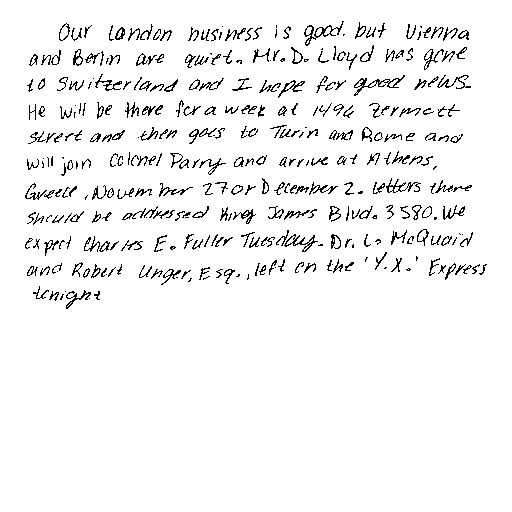 Our London business is good. but Vienna
and Berlin are quiet. Mr. D. Lloyd has gone
to Switzerland and I hope for good news.
He will be there for a week at 1496 Zermott
street and then goes to Turin and Rome and
will join Colonel Parry and arrive at Athens,
Greece, November 27 or December 2. Letters there
should be addressed King James Blvd. 3580. We
expect Charles E. Fuller Tuesday. Dr. L. McQuaid
and Robert Unger, Esq., left on the 'Y.X.' Express
tonight